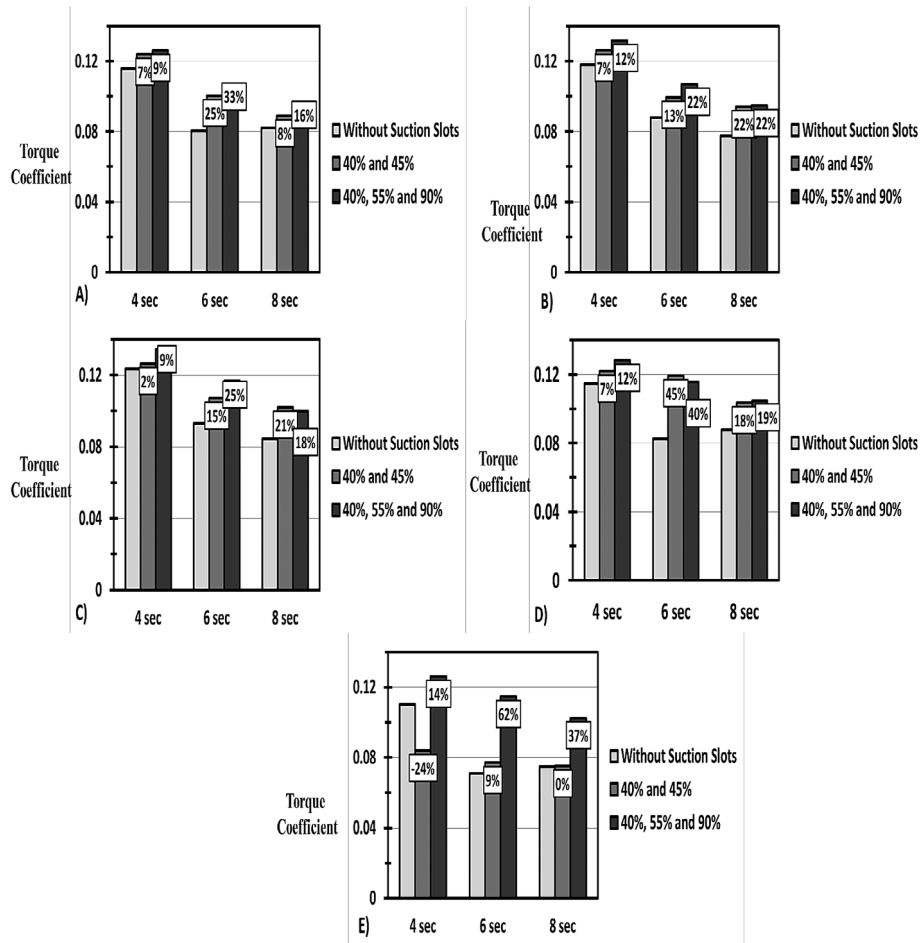 0.12
0.08
0.04
0
Torque
Coefficient
7%
9%
25%
33%
8%
16%
Without Suction Slots
40% and 45%
40%, 55% and 90%
A)
4 sec
6 sec
8 sec
0.12
0.08
0.04
0
Torque
Coefficient
7%
12%
13%
22%
22%
22%
Without Suction Slots
40% and 45%
40%, 55% and 90%
B)
4 sec
6 sec
8 sec
0.12
0.08
0.04
0
Torque
Coefficient
2%
9%
15%
25%
21%
18%
Without Suction Slots
40% and 45%
40%, 55% and 90%
C)
4 sec
6 sec
8 sec
0.12
0.08
0.04
0
Torque
Coefficient
7%
12%
45%
40%
18%
19%
Without Suction Slots
40% and 45%
40%, 55% and 90%
D)
4 sec
6 sec
8 sec
0.12
0.08
0.04
0
Torque
Coefficient
-24%
14%
9%
62%
0%
37%
Without Suction Slots
40% and 45%
40%, 55% and 90%
E)
4 sec
6 sec
8 sec